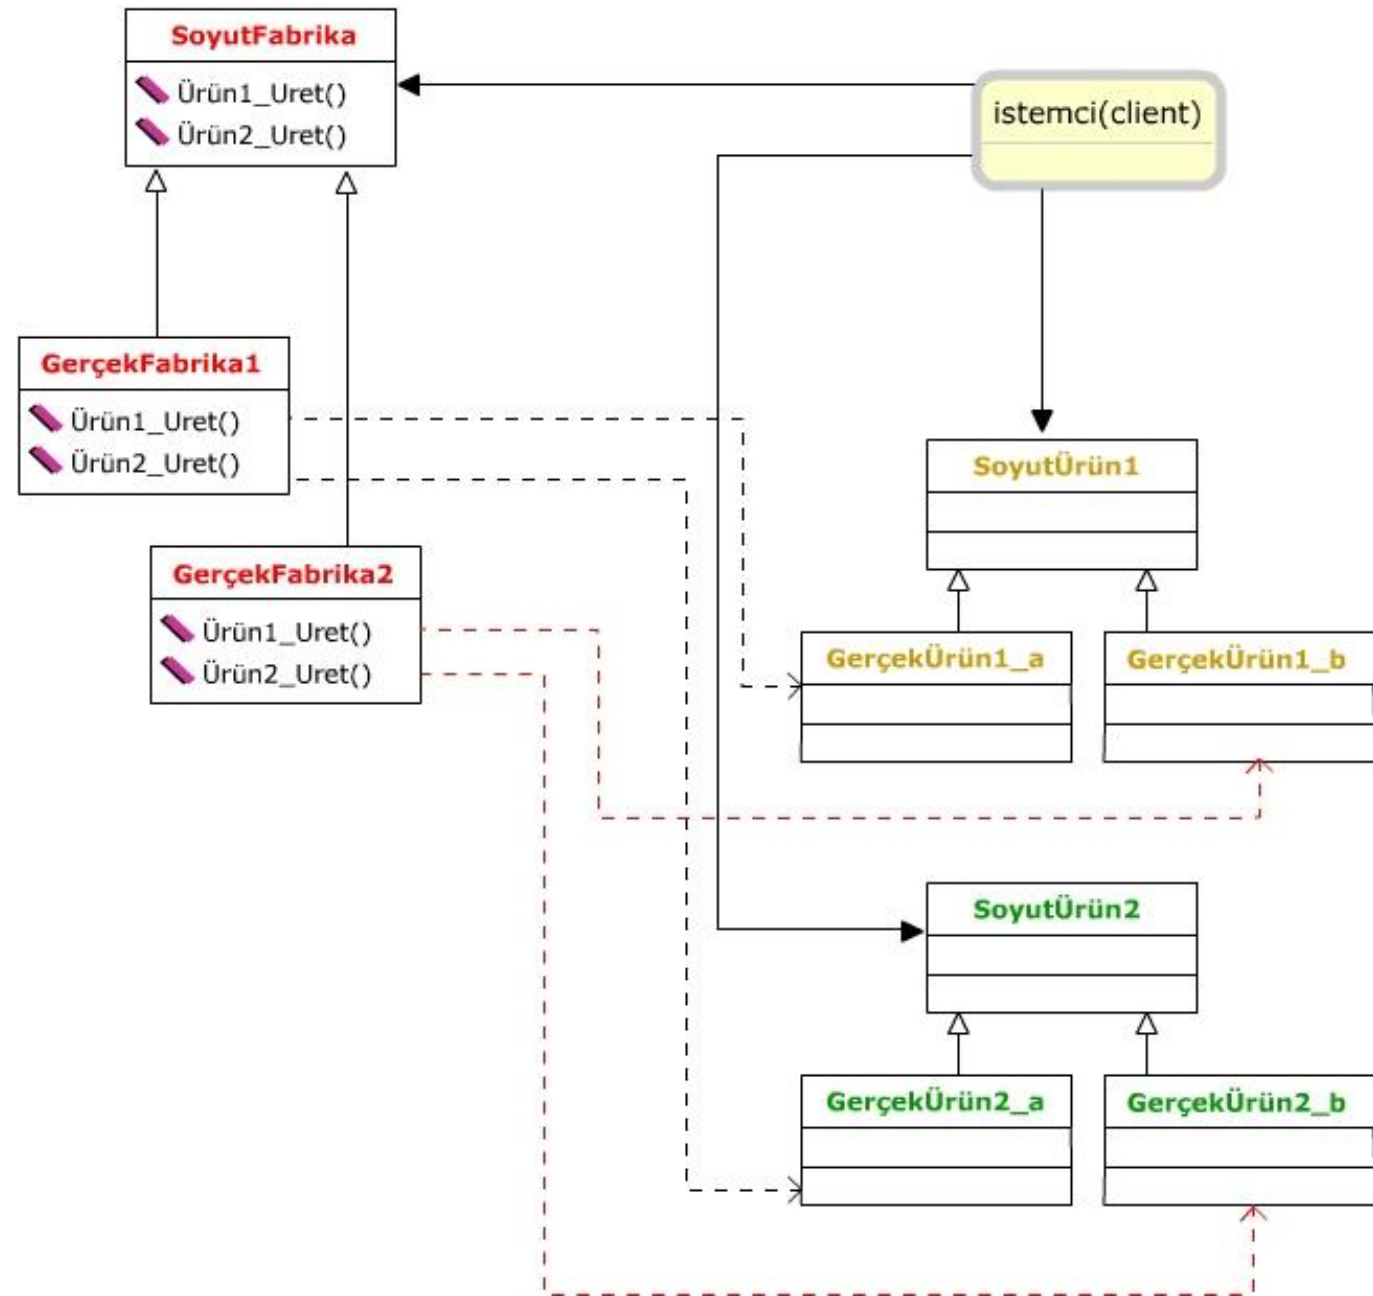 SoyutFabrika
Ürün1_Uret()
Ürün2_Uret()
istemci(client)
GerçekFabrika1
Ürün1_Uret()
Ürün2_Uret()
SoyutÜrün1
GerçekFabrika2
Ürün1_Uret()
Ürün2_Uret()
GerçekÜrün1_a
GerçekÜrün1_b
SoyutÜrün2
GerçekÜrün2_a
GerçekÜrün2_b